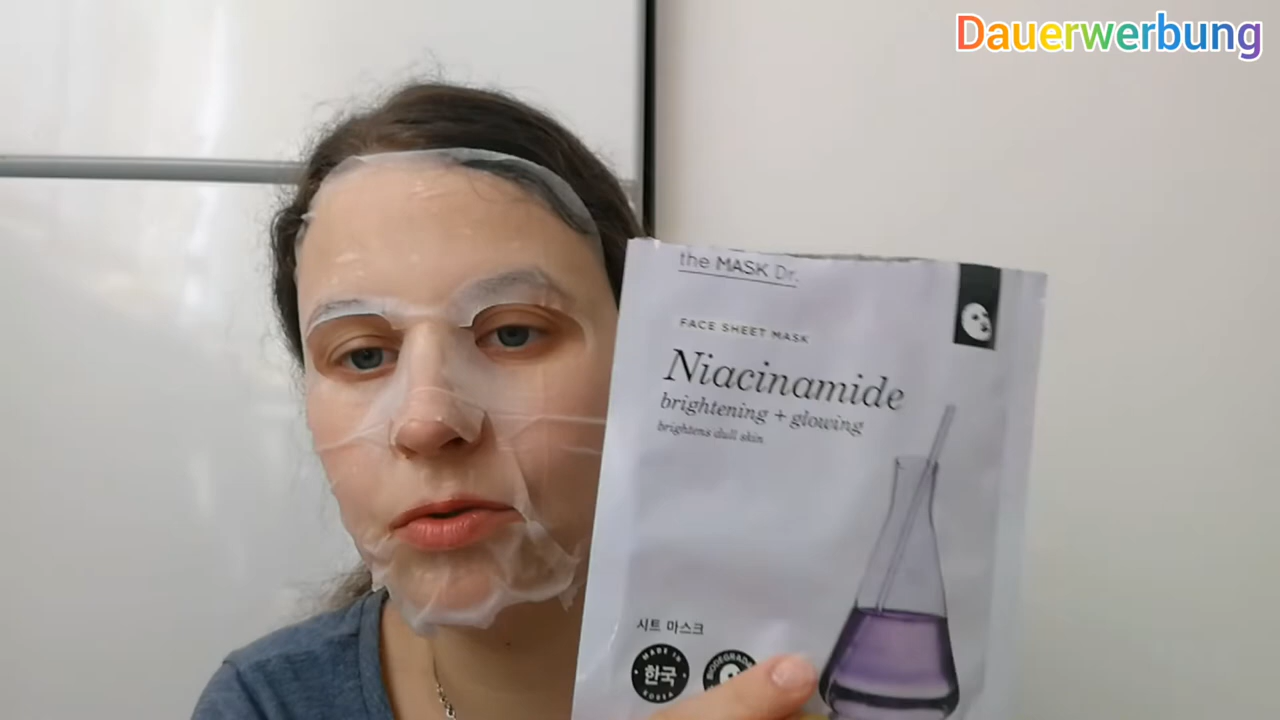 Dauerwerbung
the MASK Dr.
FACE SHEET MASK
Niacinamide
brightening + glowing
brightens dull skin
시트 마스크
MADE IN
한국
KOREA